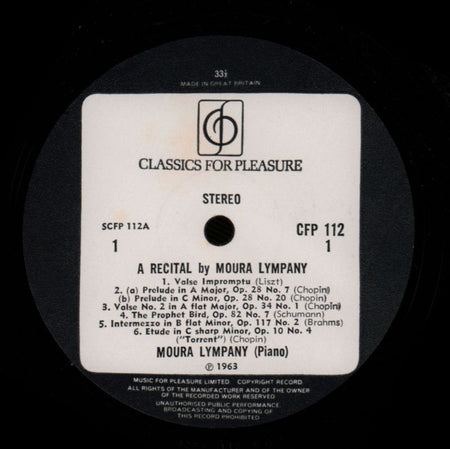 33⅓
MADE IN GREAT BRITAIN
CLASSICS FOR PLEASURE
STEREO
SCFP 112A
CFP 112
1
1
A RECITAL by MOURA LYMPANY
1. Valse Impromptu (Liszt)
2. (a) Prelude in A Major, Op. 28 No. 7 (Chopin)
(b) Prelude in C Minor, Op. 28 No. 20 (Chopin)
3. Valse No. 2 in A flat Major, Op. 34 No. 1 (Chopin)
4. The Prophet Bird, Op. 82 No. 7 (Schumann)
5. Intermezzo in B flat Minor, Op. 117 No. 2 (Brahms)
6. Etude in C sharp Minor, Op. 10 No. 4
("Torrent") (Chopin)
MOURA LYMPANY (Piano)
℗ 1963
MUSIC FOR PLEASURE LIMITED COPYRIGHT RECORD
ALL RIGHTS OF THE MANUFACTURER AND OF THE OWNER
OF THE RECORDED WORK RESERVED
UNAUTHORISED PUBLIC PERFORMANCE
BROADCASTING AND COPYING OF
THIS RECORD PROHIBITED